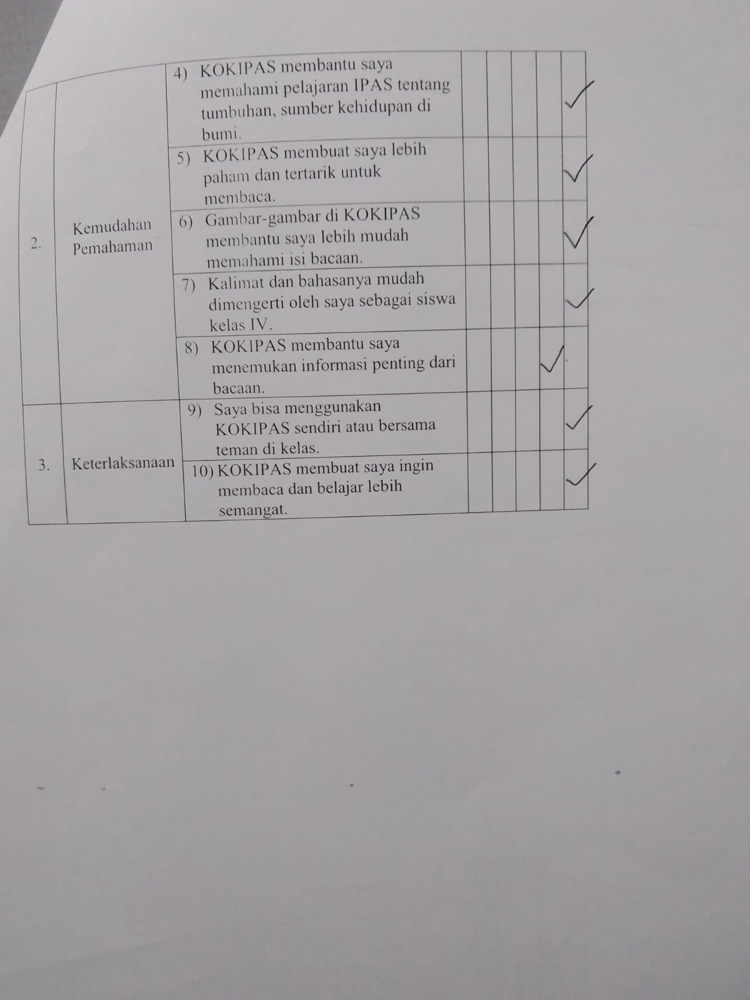 4) KOKIPAS membantu saya
memahami pelajaran IPAS tentang
tumbuhan, sumber kehidupan di
bumi.
5) KOKIPAS membuat saya lebih
paham dan tertarik untuk
membaca.
2.
Kemudahan
Pemahaman
6) Gambar-gambar di KOKIPAS
membantu saya lebih mudah
memahami isi bacaan.
7) Kalimat dan bahasanya mudah
dimengerti oleh saya sebagai siswa
kelas IV.
8) KOKIPAS membantu saya
menemukan informasi penting dari
bacaan.
3.
Keterlaksanaan
9) Saya bisa menggunakan
KOKIPAS sendiri atau bersama
teman di kelas.
10) KOKIPAS membuat saya ingin
membaca dan belajar lebih
semangat.